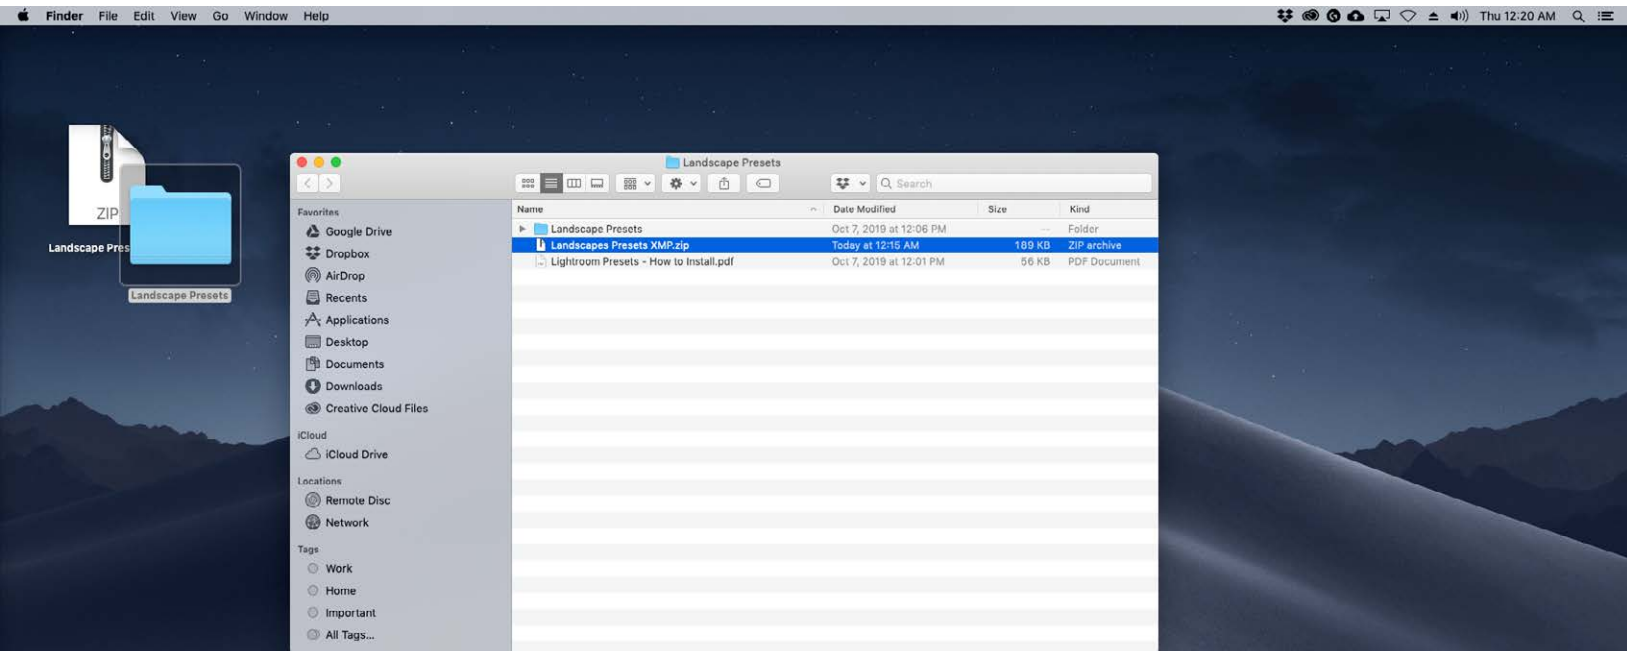 Finder File Edit View Go Window Help
Thu 12:20 AM
ZIP
Landscape Pres
Landscape Presets
Landscape Presets
Search
Favorites
Google Drive
Dropbox
AirDrop
Recents
Applications
Desktop
Documents
Downloads
Creative Cloud Files
iCloud
iCloud Drive
Locations
Remote Disc
Network
Tags
Work
Home
Important
All Tags...
Name Date Modified Size Kind
Landscape Presets Oct 7, 2019 at 12:06 PM -- Folder
Landscapes Presets XMP.zip Today at 12:15 AM 189 KB ZIP archive
Lightroom Presets - How to Install.pdf Oct 7, 2019 at 12:01 PM 56 KB PDF Document